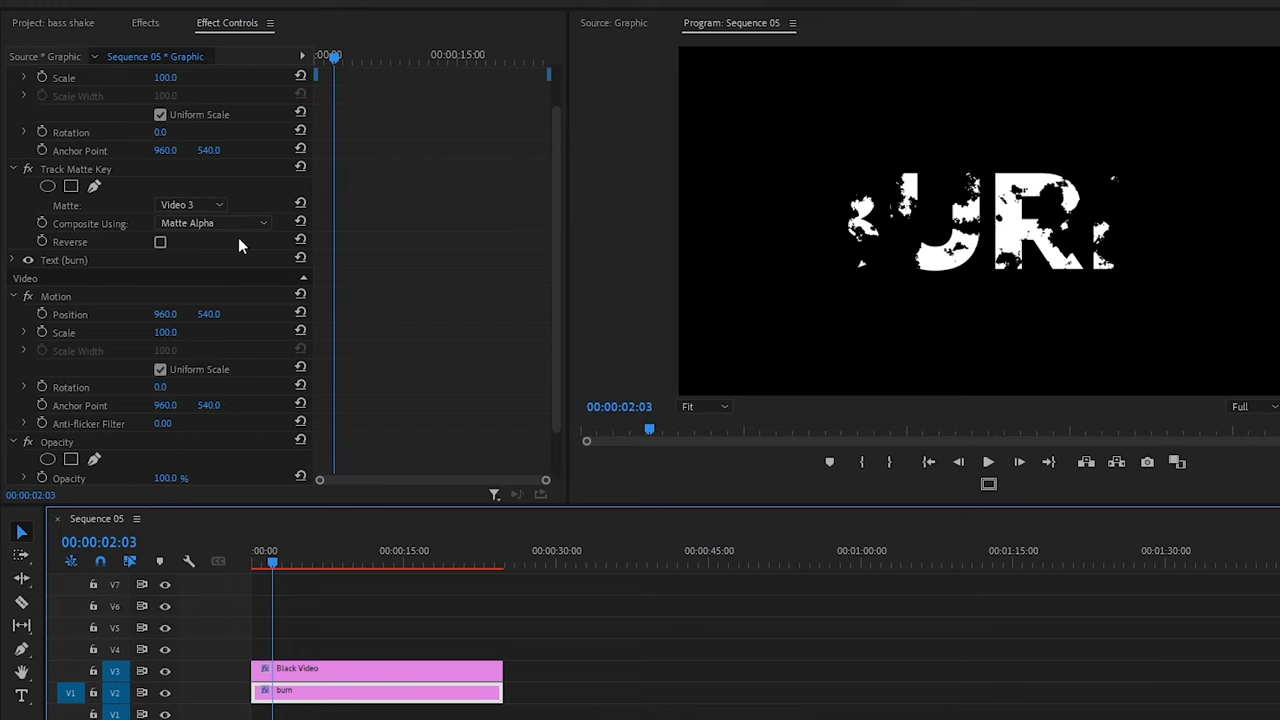 Project: bass shake Effects Effect Controls
Source: Graphic Program: Sequence 05
Source * Graphic Sequence 05 * Graphic :00:00 00:00:15:00
Scale 100.0
Scale Width 100.0
Uniform Scale
Rotation 0.0
Anchor Point 960.0 540.0
fx Track Matte Key
Matte: Video 3
Composite Using: Matte Alpha
Reverse
Text (burn)
Video
fx Motion
Position 960.0 540.0
Scale 100.0
Scale Width 100.0
Uniform Scale
Rotation 0.0
Anchor Point 960.0 540.0
Anti-flicker Filter 0.00
fx Opacity
Opacity 100.0 %
00:00:02:03
00:00:02:03 Fit Full
× Sequence 05
00:00:02:03
:00:00 00:00:15:00 00:00:30:00 00:00:45:00 00:01:00:00 00:01:15:00 00:01:30:00
V7
V6
V5
V4
V3 fx Black Video
V1 V2 fx burn
V1